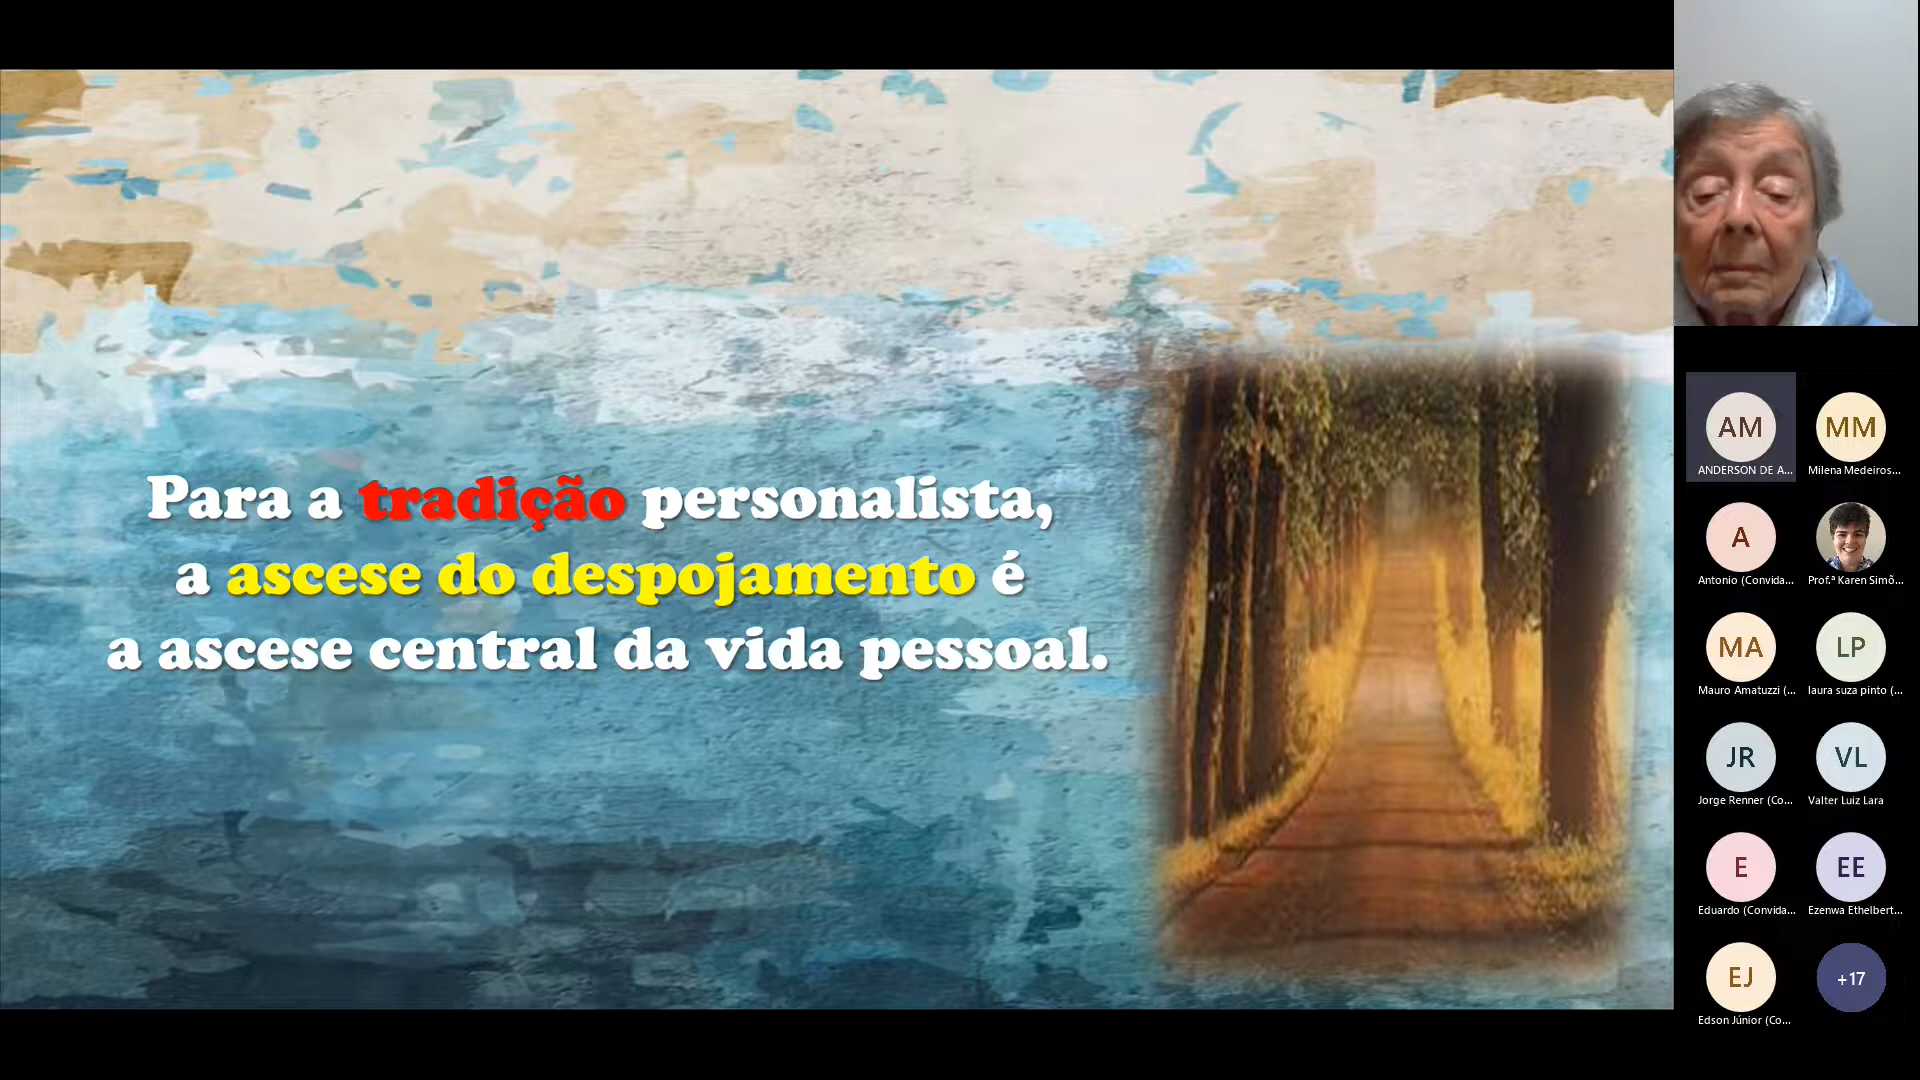 Para a tradição personalista,
a ascese do despojamento é
a ascese central da vida pessoal.
AM
ANDERSON DE A...
MM
Milena Medeiros...
A
Antonio (Convida...
Prof.ª Karen Simõ...
MA
Mauro Amatuzzi (...
LP
laura suza pinto (...
JR
Jorge Renner (Co...
VL
Valter Luiz Lara
E
Eduardo (Convida...
EE
Ezenwa Ethelbert...
EJ
Edson Júnior (Co...
+17